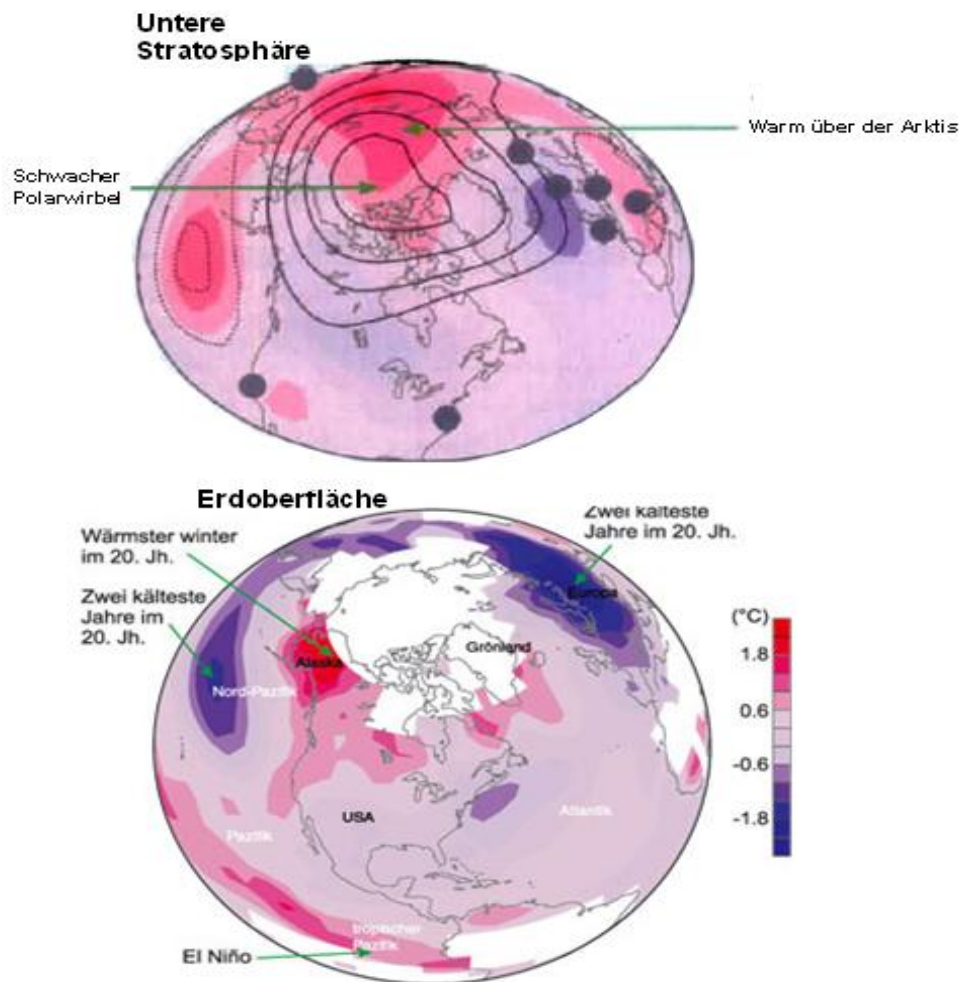 Untere
Stratosphäre
Warm über der Arktis
Schwacher
Polarwirbel
Erdoberfläche
Zwei kälteste
Jahre im 20. Jh.
Wärmster winter
im 20. Jh.
Zwei kälteste
Jahre im
20. Jh.
Europa
(°C)
1.8
0.6
-0.6
-1.8
Grönland
Alaska
Nord-Pazifik
USA
Atlantik
Pazifik
tropischer
Pazifik
El Niño